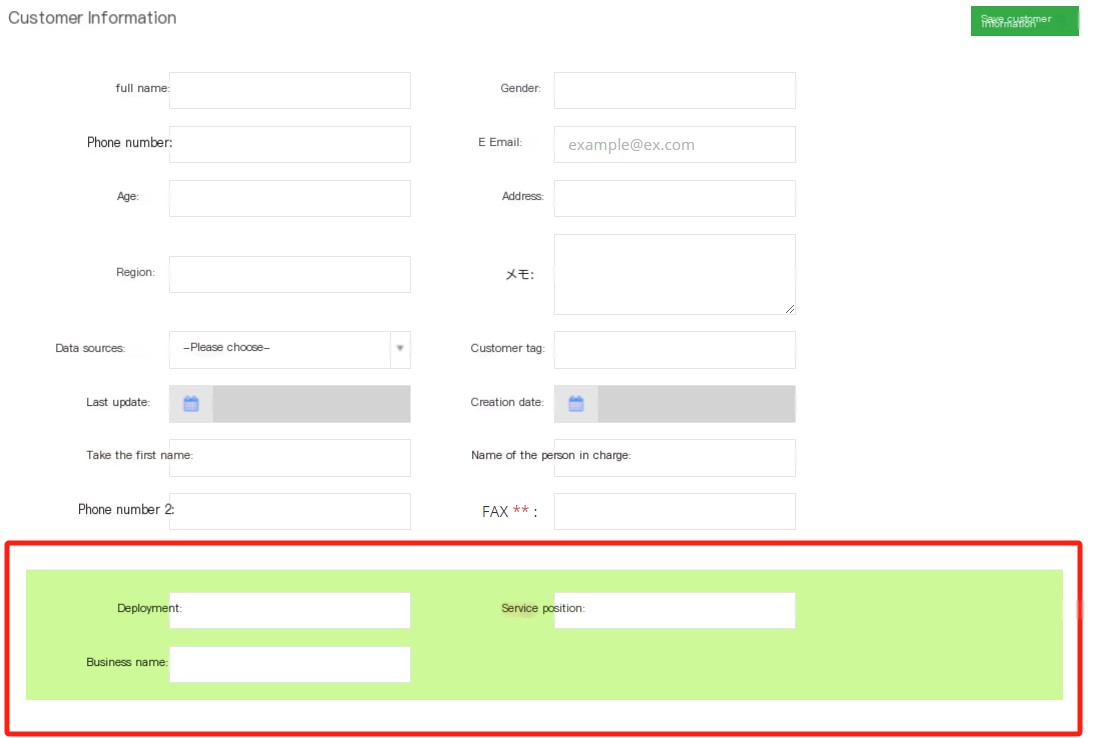 Customer Information
Save customer
information
full name:
Gender:
Phone number:
E Email:
example@ex.com
Age:
Address:
Region:
メモ:
Data sources:
–Please choose–
Customer tag:
Last update:
Creation date:
Take the first name:
Name of the person in charge:
Phone number 2:
FAX ** :
Deployment:
Service position:
Business name: